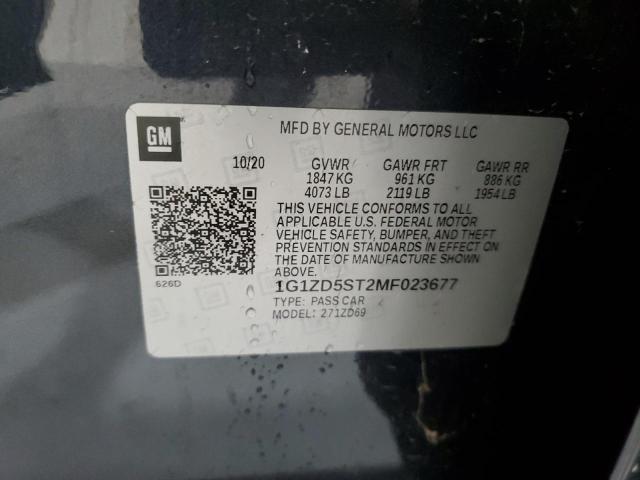 GM
MFD BY GENERAL MOTORS LLC
10/20 GVWR GAWR FRT GAWR RR
1847 KG 961 KG 886 KG
4073 LB 2119 LB 1954 LB
THIS VEHICLE CONFORMS TO ALL
APPLICABLE U.S. FEDERAL MOTOR
VEHICLE SAFETY, BUMPER, AND THEFT
PREVENTION STANDARDS IN EFFECT ON
THE DATE OF MANUFACTURE SHOWN
ABOVE.
626D
1G1ZD5ST2MF023677
TYPE: PASS CAR
MODEL: 271ZD69